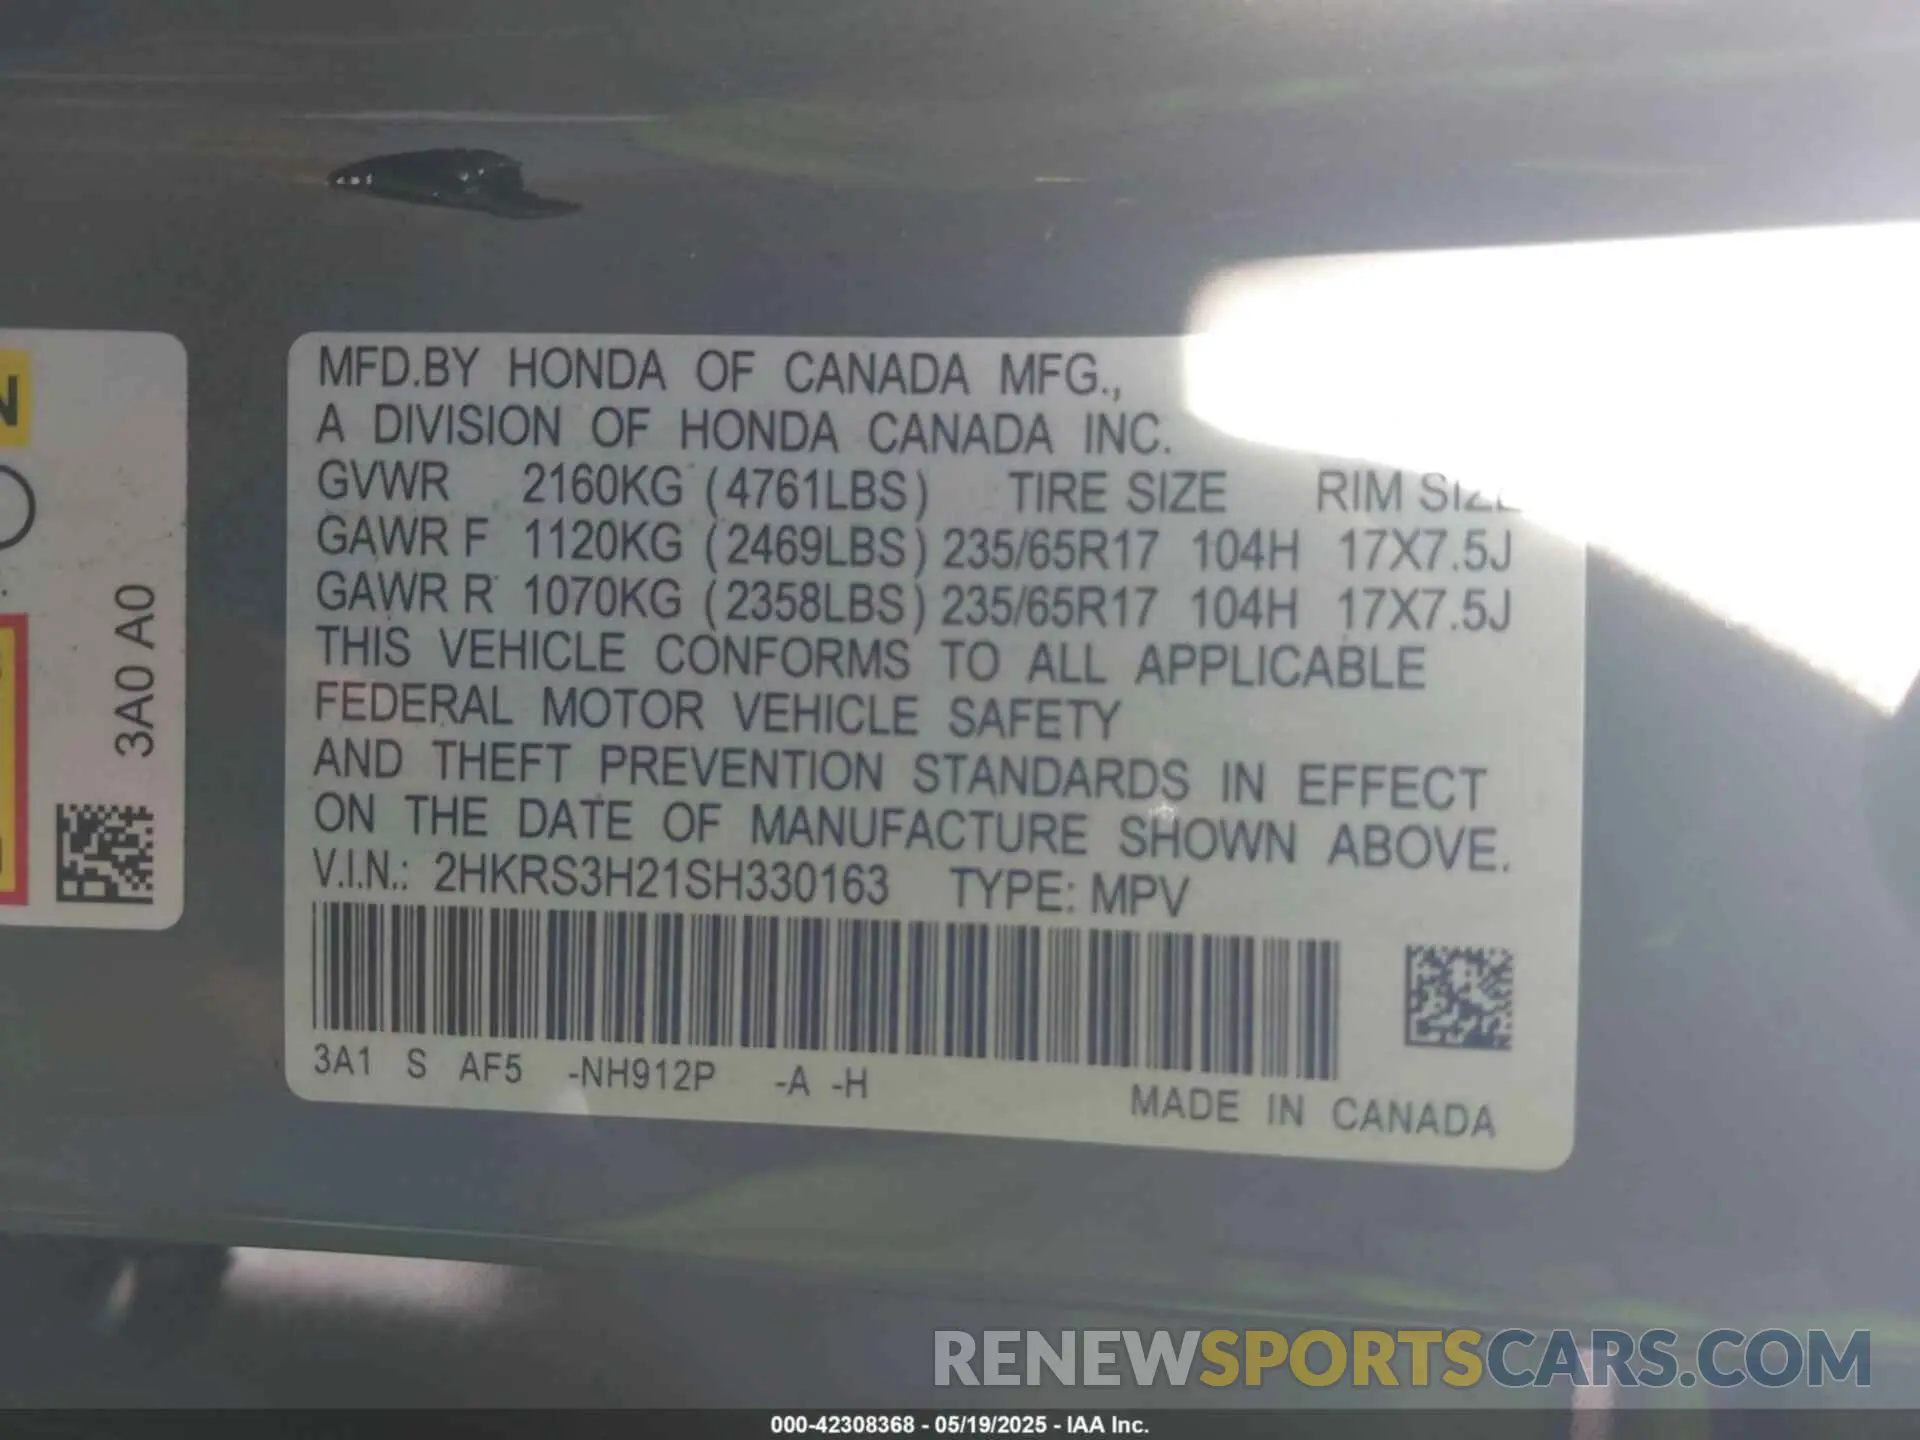 MFD.BY HONDA OF CANADA MFG.,
A DIVISION OF HONDA CANADA INC.
GVWR 2160KG (4761LBS) TIRE SIZE RIM SIZE
GAWR F 1120KG (2469LBS) 235/65R17 104H 17X7.5J
GAWR R 1070KG (2358LBS) 235/65R17 104H 17X7.5J
THIS VEHICLE CONFORMS TO ALL APPLICABLE
FEDERAL MOTOR VEHICLE SAFETY
AND THEFT PREVENTION STANDARDS IN EFFECT
ON THE DATE OF MANUFACTURE SHOWN ABOVE.
V.I.N.: 2HKRS3H21SH330163 TYPE: MPV
3A1 S AF5 -NH912P -A -H
MADE IN CANADA
N
3A0 A0
RENEWSPORTSCARS.COM
000-42308368 - 05/19/2025 - IAA Inc.